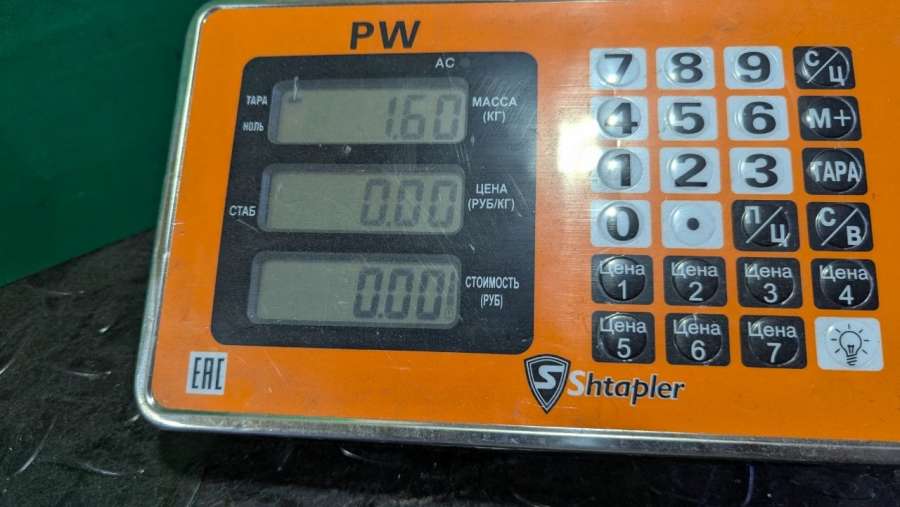 PW
AC
ТАРА
НОЛЬ
1.60
МАССА
(КГ)
СТАБ
0.00
ЦЕНА
(РУБ/КГ)
0.00
СТОИМОСТЬ
(РУБ)
7 8 9 С/Ц
4 5 6 М+
1 2 3 ТАРА
0 • П/Ц С/В
Цена 1 Цена 2 Цена 3 Цена 4
Цена 5 Цена 6 Цена 7
EAC
S Shtapler